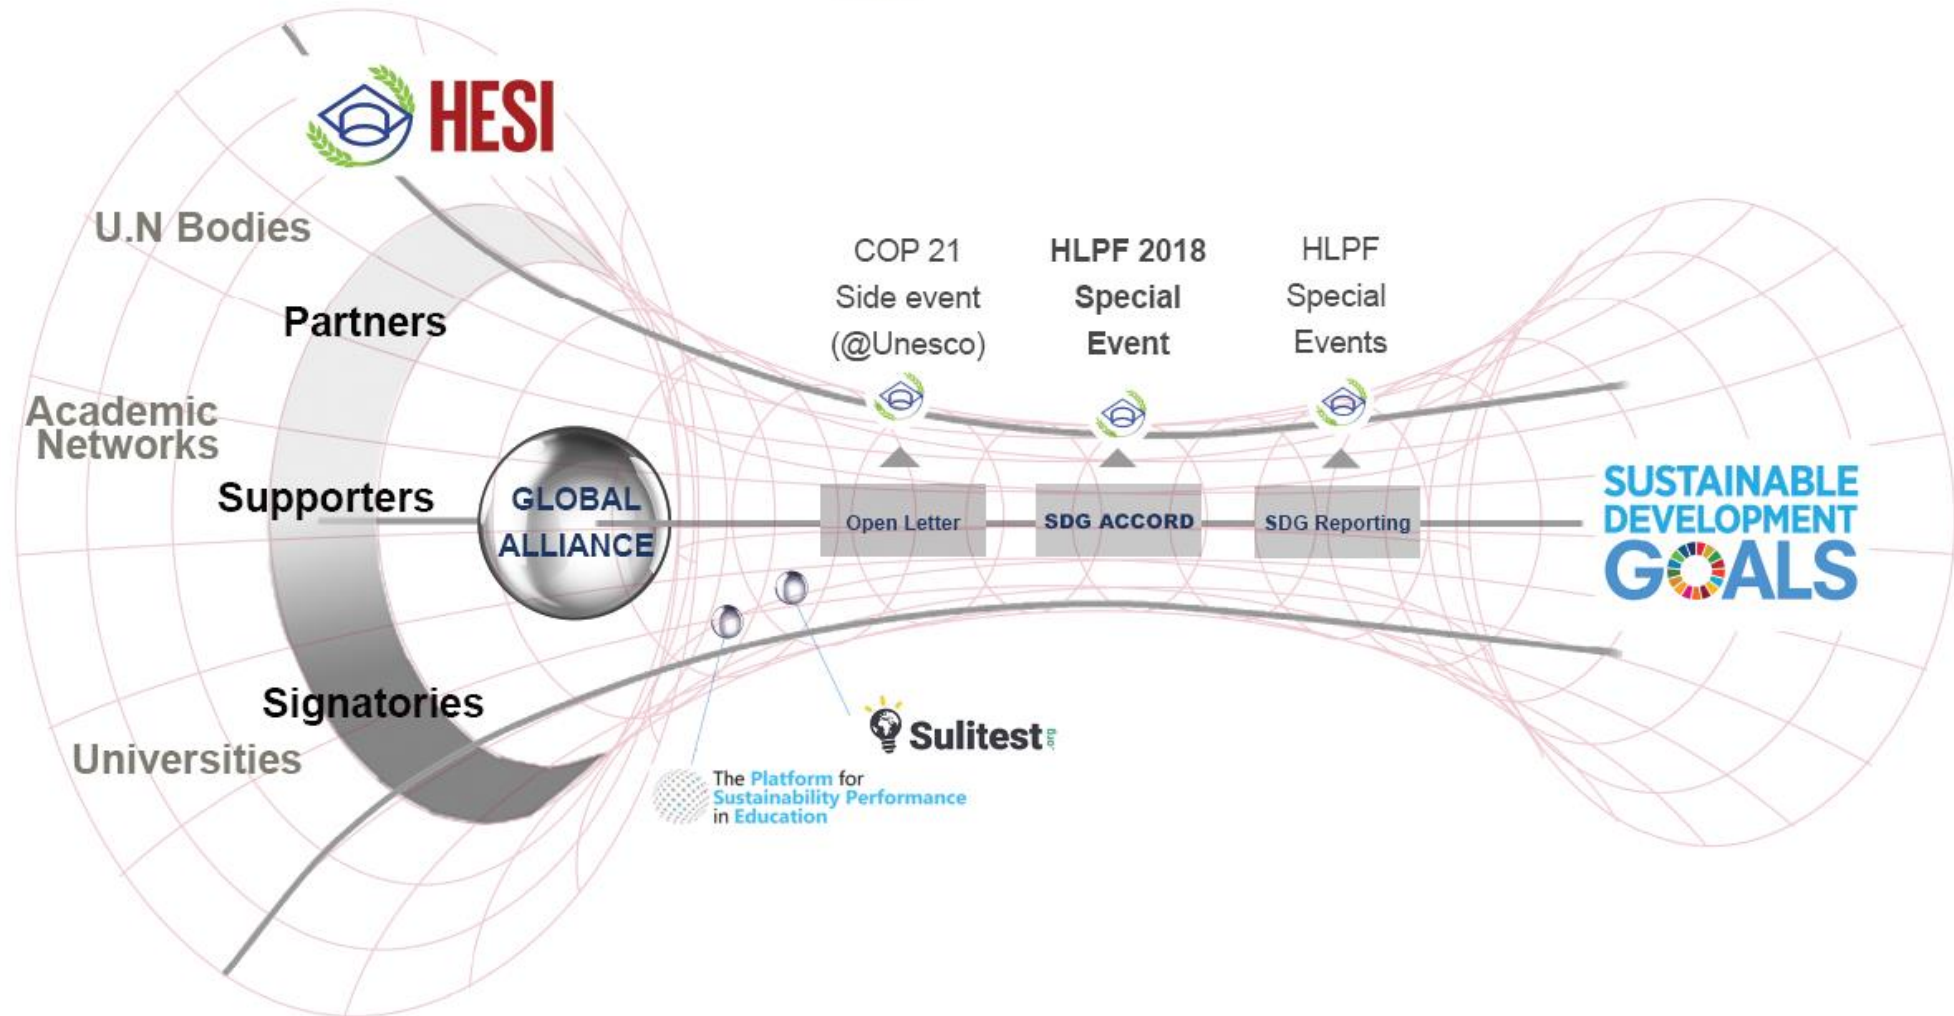 HESI
U.N Bodies
Partners
Academic
Networks
Supporters
GLOBAL
ALLIANCE
Signatories
Universities
COP 21
Side event
(@Unesco)
HLPF 2018
Special
Event
HLPF
Special
Events
Open Letter
SDG ACCORD
SDG Reporting
SUSTAINABLE
DEVELOPMENT
GOALS
Sulitest.org
The Platform for
Sustainability Performance
in Education